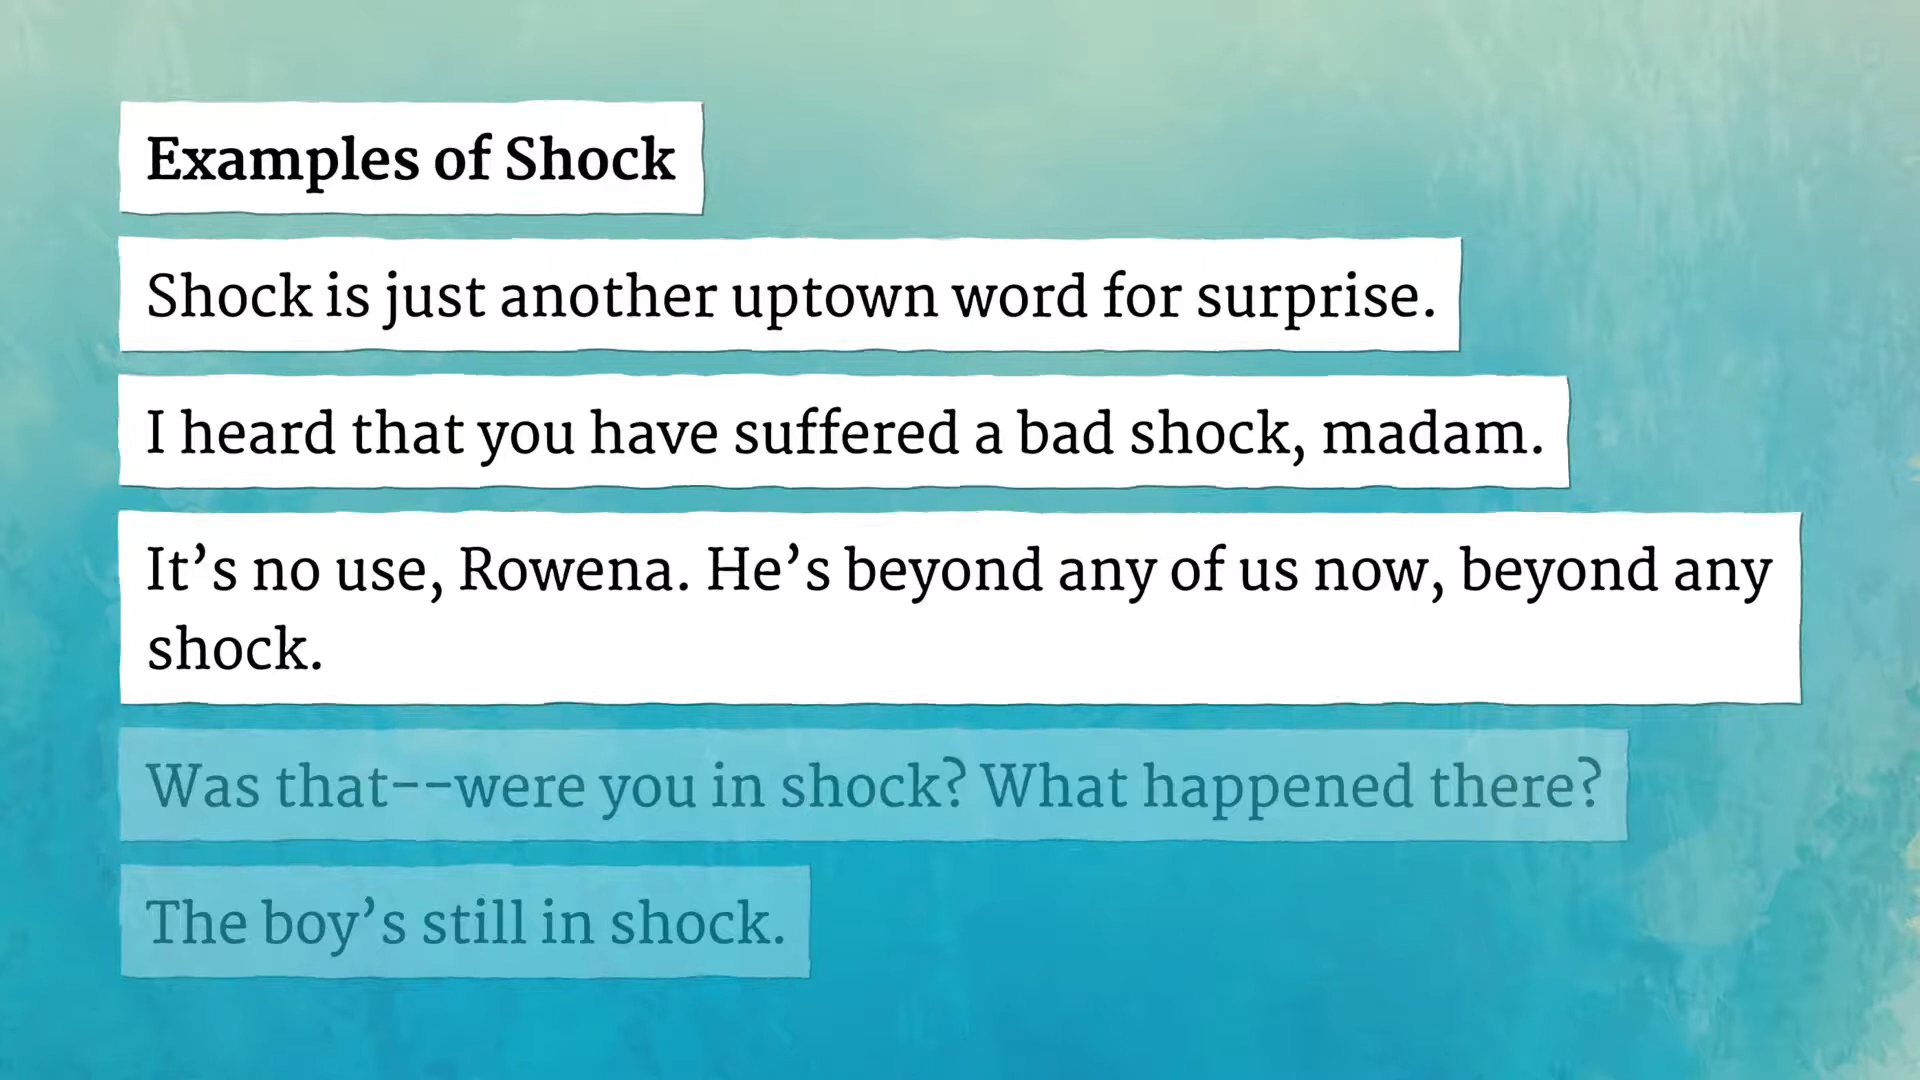 Examples of Shock
Shock is just another uptown word for surprise.
I heard that you have suffered a bad shock, madam.
It’s no use, Rowena. He’s beyond any of us now, beyond any
shock.
Was that--were you in shock? What happened there?
The boy’s still in shock.